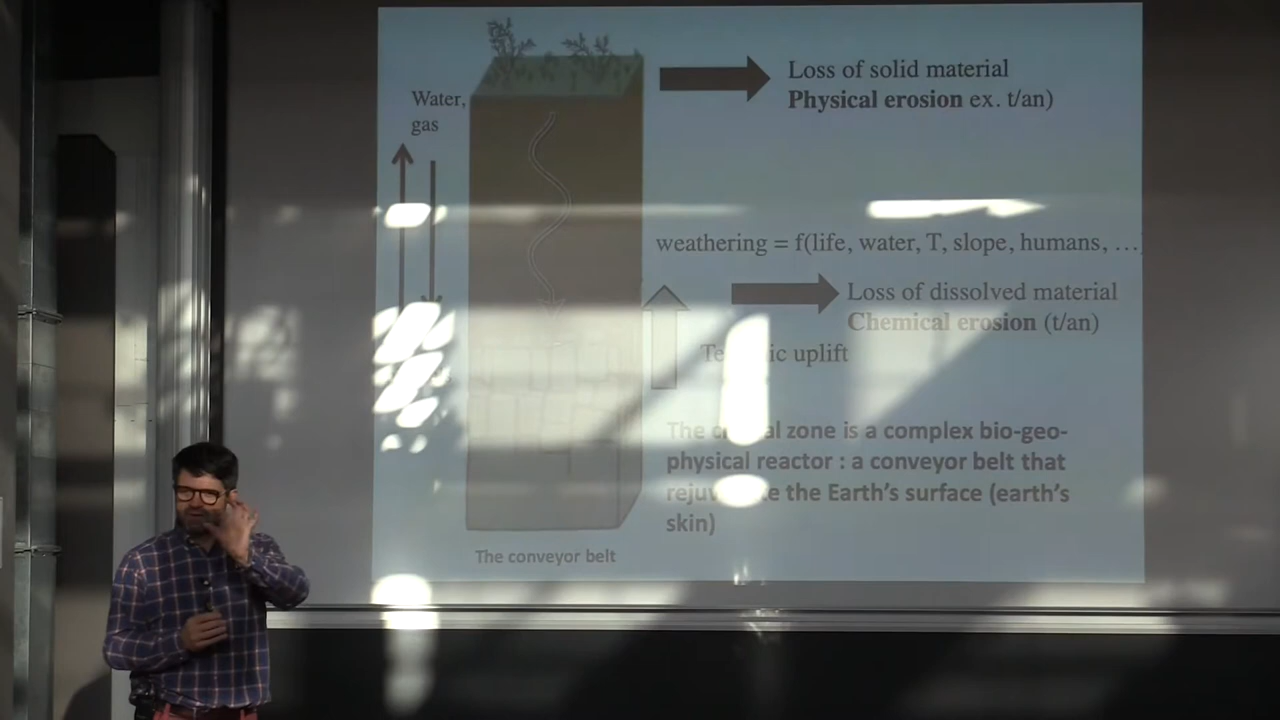 Water,
gas
Loss of solid material
Physical erosion ex. t/an)
weathering = f(life, water, T, slope, humans, …
Loss of dissolved material
Chemical erosion (t/an)
uplift
The zone is a complex bio-geo-
physical reactor : a conveyor belt that
the Earth's surface (earth's
skin)
The conveyor belt